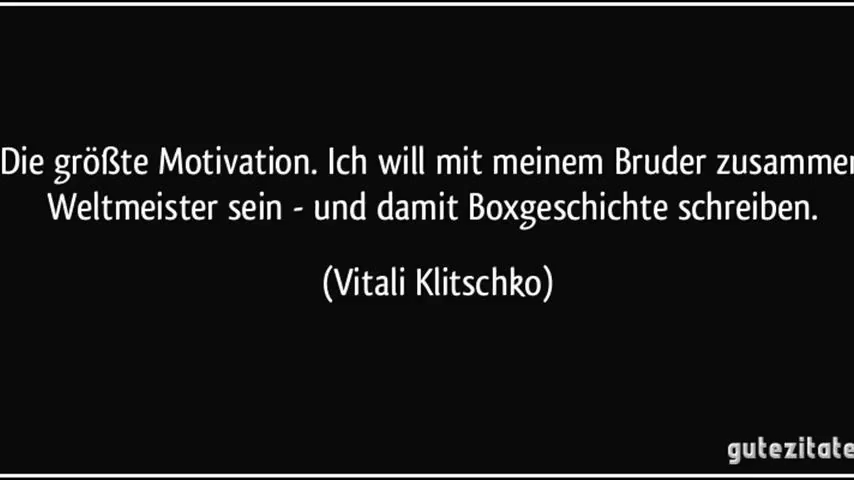 Die größte Motivation. Ich will mit meinem Bruder zusammen
Weltmeister sein - und damit Boxgeschichte schreiben.
(Vitali Klitschko)
gutezitate